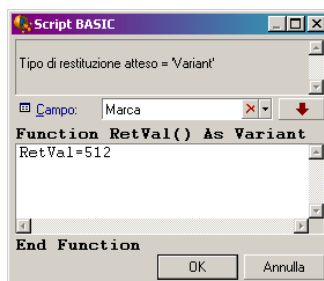 Script BASIC
Tipo di restituzione atteso = 'Variant'
Campo: Marca
Function RetVal() As Variant
RetVal=512
End Function
OK Annulla